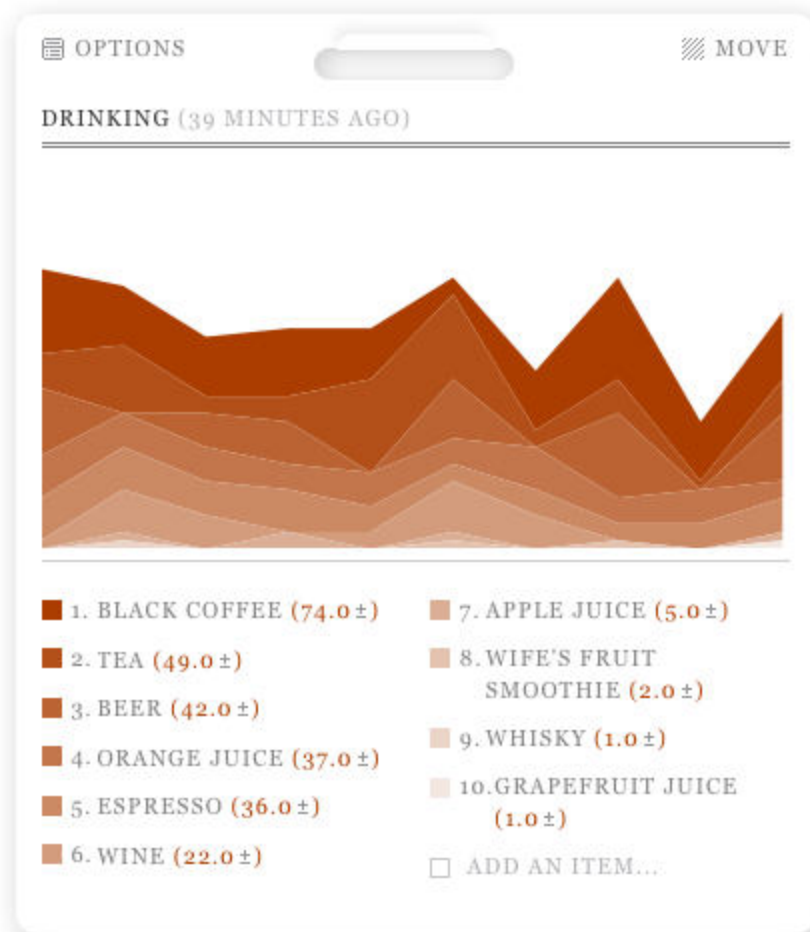 OPTIONS
MOVE
DRINKING (39 MINUTES AGO)
1. BLACK COFFEE (74.0 ±)
2. TEA (49.0 ±)
3. BEER (42.0 ±)
4. ORANGE JUICE (37.0 ±)
5. ESPRESSO (36.0 ±)
6. WINE (22.0 ±)
7. APPLE JUICE (5.0 ±)
8. WIFE'S FRUIT
SMOOTHIE (2.0 ±)
9. WHISKY (1.0 ±)
10. GRAPEFRUIT JUICE
(1.0 ±)
ADD AN ITEM...